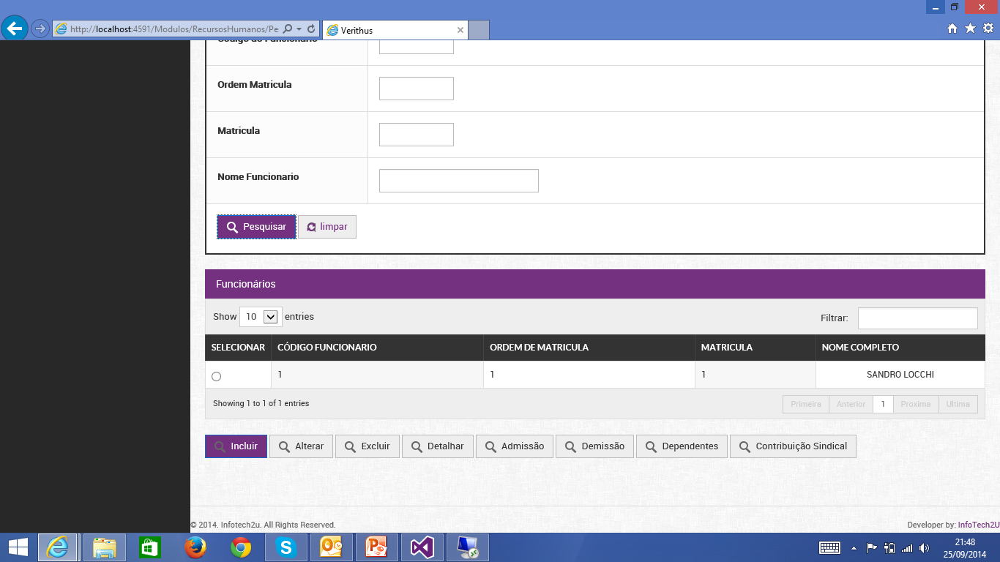 http://localhost:4591/Modulos/RecursosHumanos/Pe
Verithus
Codigo do Funcionario
Ordem Matricula
Matricula
Nome Funcionario
Pesquisar limpar
Funcionários
Show 10 entries Filtrar:
SELECIONAR CÓDIGO FUNCIONARIO ORDEM DE MATRICULA MATRICULA NOME COMPLETO
1 1 1 SANDRO LOCCHI
Showing 1 to 1 of 1 entries Primeira Anterior 1 Proxima Ultima
Incluir Alterar Excluir Detalhar Admissão Demissão Dependentes Contribuição Sindical
© 2014. Infotech2u. All Rights Reserved. Developer by: InfoTech2U
21:48
25/09/2014